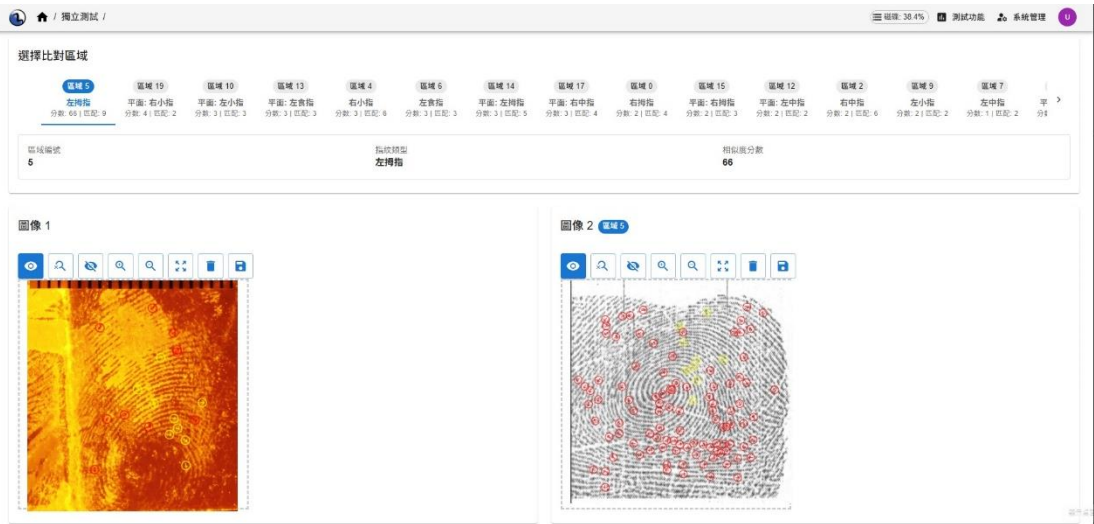 / 獨立測試 /
磁碟: 38.4%
測試功能
系統管理
U
選擇比對區域
區域 5
左拇指
分數: 66 | 匹配: 9
區域 19
平面: 右小指
分數: 4 | 匹配: 2
區域 10
平面: 左小指
分數: 3 | 匹配: 3
區域 13
平面: 左食指
分數: 3 | 匹配: 3
區域 4
右小指
分數: 3 | 匹配: 6
區域 6
左食指
分數: 3 | 匹配: 3
區域 14
平面: 左拇指
分數: 3 | 匹配: 5
區域 17
平面: 右中指
分數: 3 | 匹配: 4
區域 0
右拇指
分數: 2 | 匹配: 4
區域 15
平面: 右拇指
分數: 2 | 匹配: 3
區域 12
平面: 左中指
分數: 2 | 匹配: 2
區域 2
右中指
分數: 2 | 匹配: 6
區域 9
左小指
分數: 2 | 匹配: 2
區域 7
左中指
分數: 1 | 匹配: 2
區域編號
5
指紋類型
左拇指
相似度分數
66
圖像 1
圖像 2 區域 5